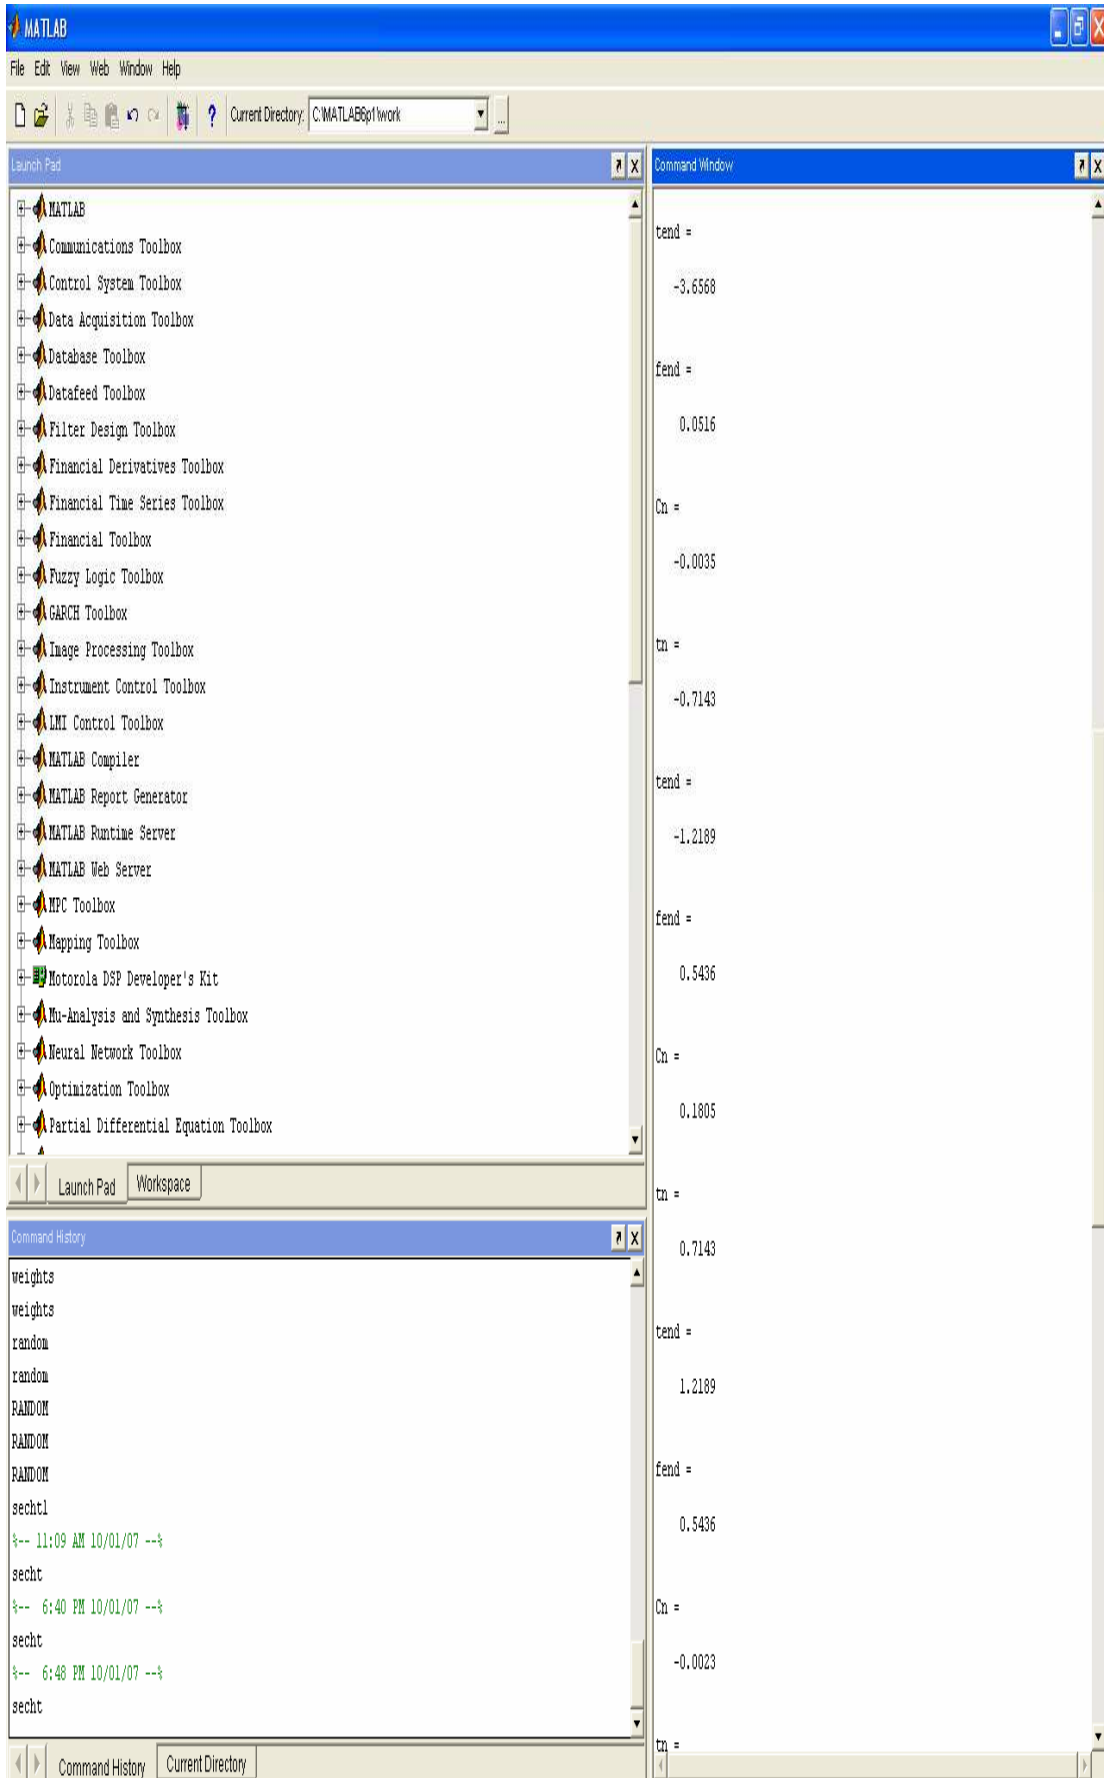 MATLAB
File Edit View Web Window Help
? Current Directory: C:\MATLAB6p1\work ...
Launch Pad
MATLAB
Communications Toolbox
Control System Toolbox
Data Acquisition Toolbox
Database Toolbox
Datafeed Toolbox
Filter Design Toolbox
Financial Derivatives Toolbox
Financial Time Series Toolbox
Financial Toolbox
Fuzzy Logic Toolbox
GARCH Toolbox
Image Processing Toolbox
Instrument Control Toolbox
LMI Control Toolbox
MATLAB Compiler
MATLAB Report Generator
MATLAB Runtime Server
MATLAB Web Server
MPC Toolbox
Mapping Toolbox
Motorola DSP Developer's Kit
Mu-Analysis and Synthesis Toolbox
Neural Network Toolbox
Optimization Toolbox
Partial Differential Equation Toolbox
Launch Pad Workspace
Command History
weights
weights
random
random
RANDOM
RANDOM
RANDOM
secht1
%-- 11:09 AM 10/01/07 --%
secht
%-- 6:40 PM 10/01/07 --%
secht
%-- 6:48 PM 10/01/07 --%
secht
Command History Current Directory
Command Window
tend =
-3.6568
fend =
0.0516
Cn =
-0.0035
tn =
-0.7143
tend =
-1.2189
fend =
0.5436
Cn =
0.1805
tn =
0.7143
tend =
1.2189
fend =
0.5436
Cn =
-0.0023
tn =